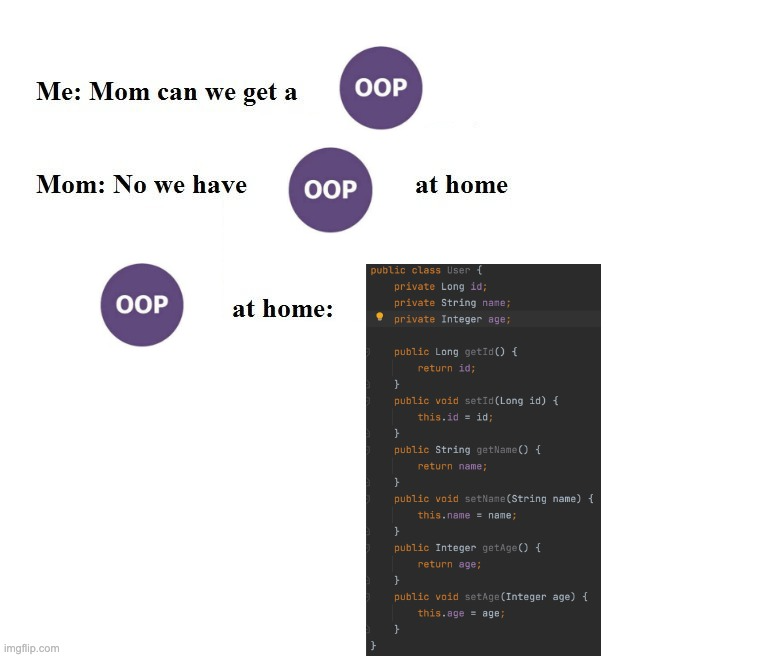 Me: Mom can we get a OOP
Mom: No we have OOP at home
OOP at home:
public class User {
private Long id;
private String name;
private Integer age;
public Long getId() {
return id;
}
public void setId(Long id) {
this.id = id;
}
public String getName() {
return name;
}
public void setName(String name) {
this.name = name;
}
public Integer getAge() {
return age;
}
public void setAge(Integer age) {
this.age = age;
}
}
imgflip.com